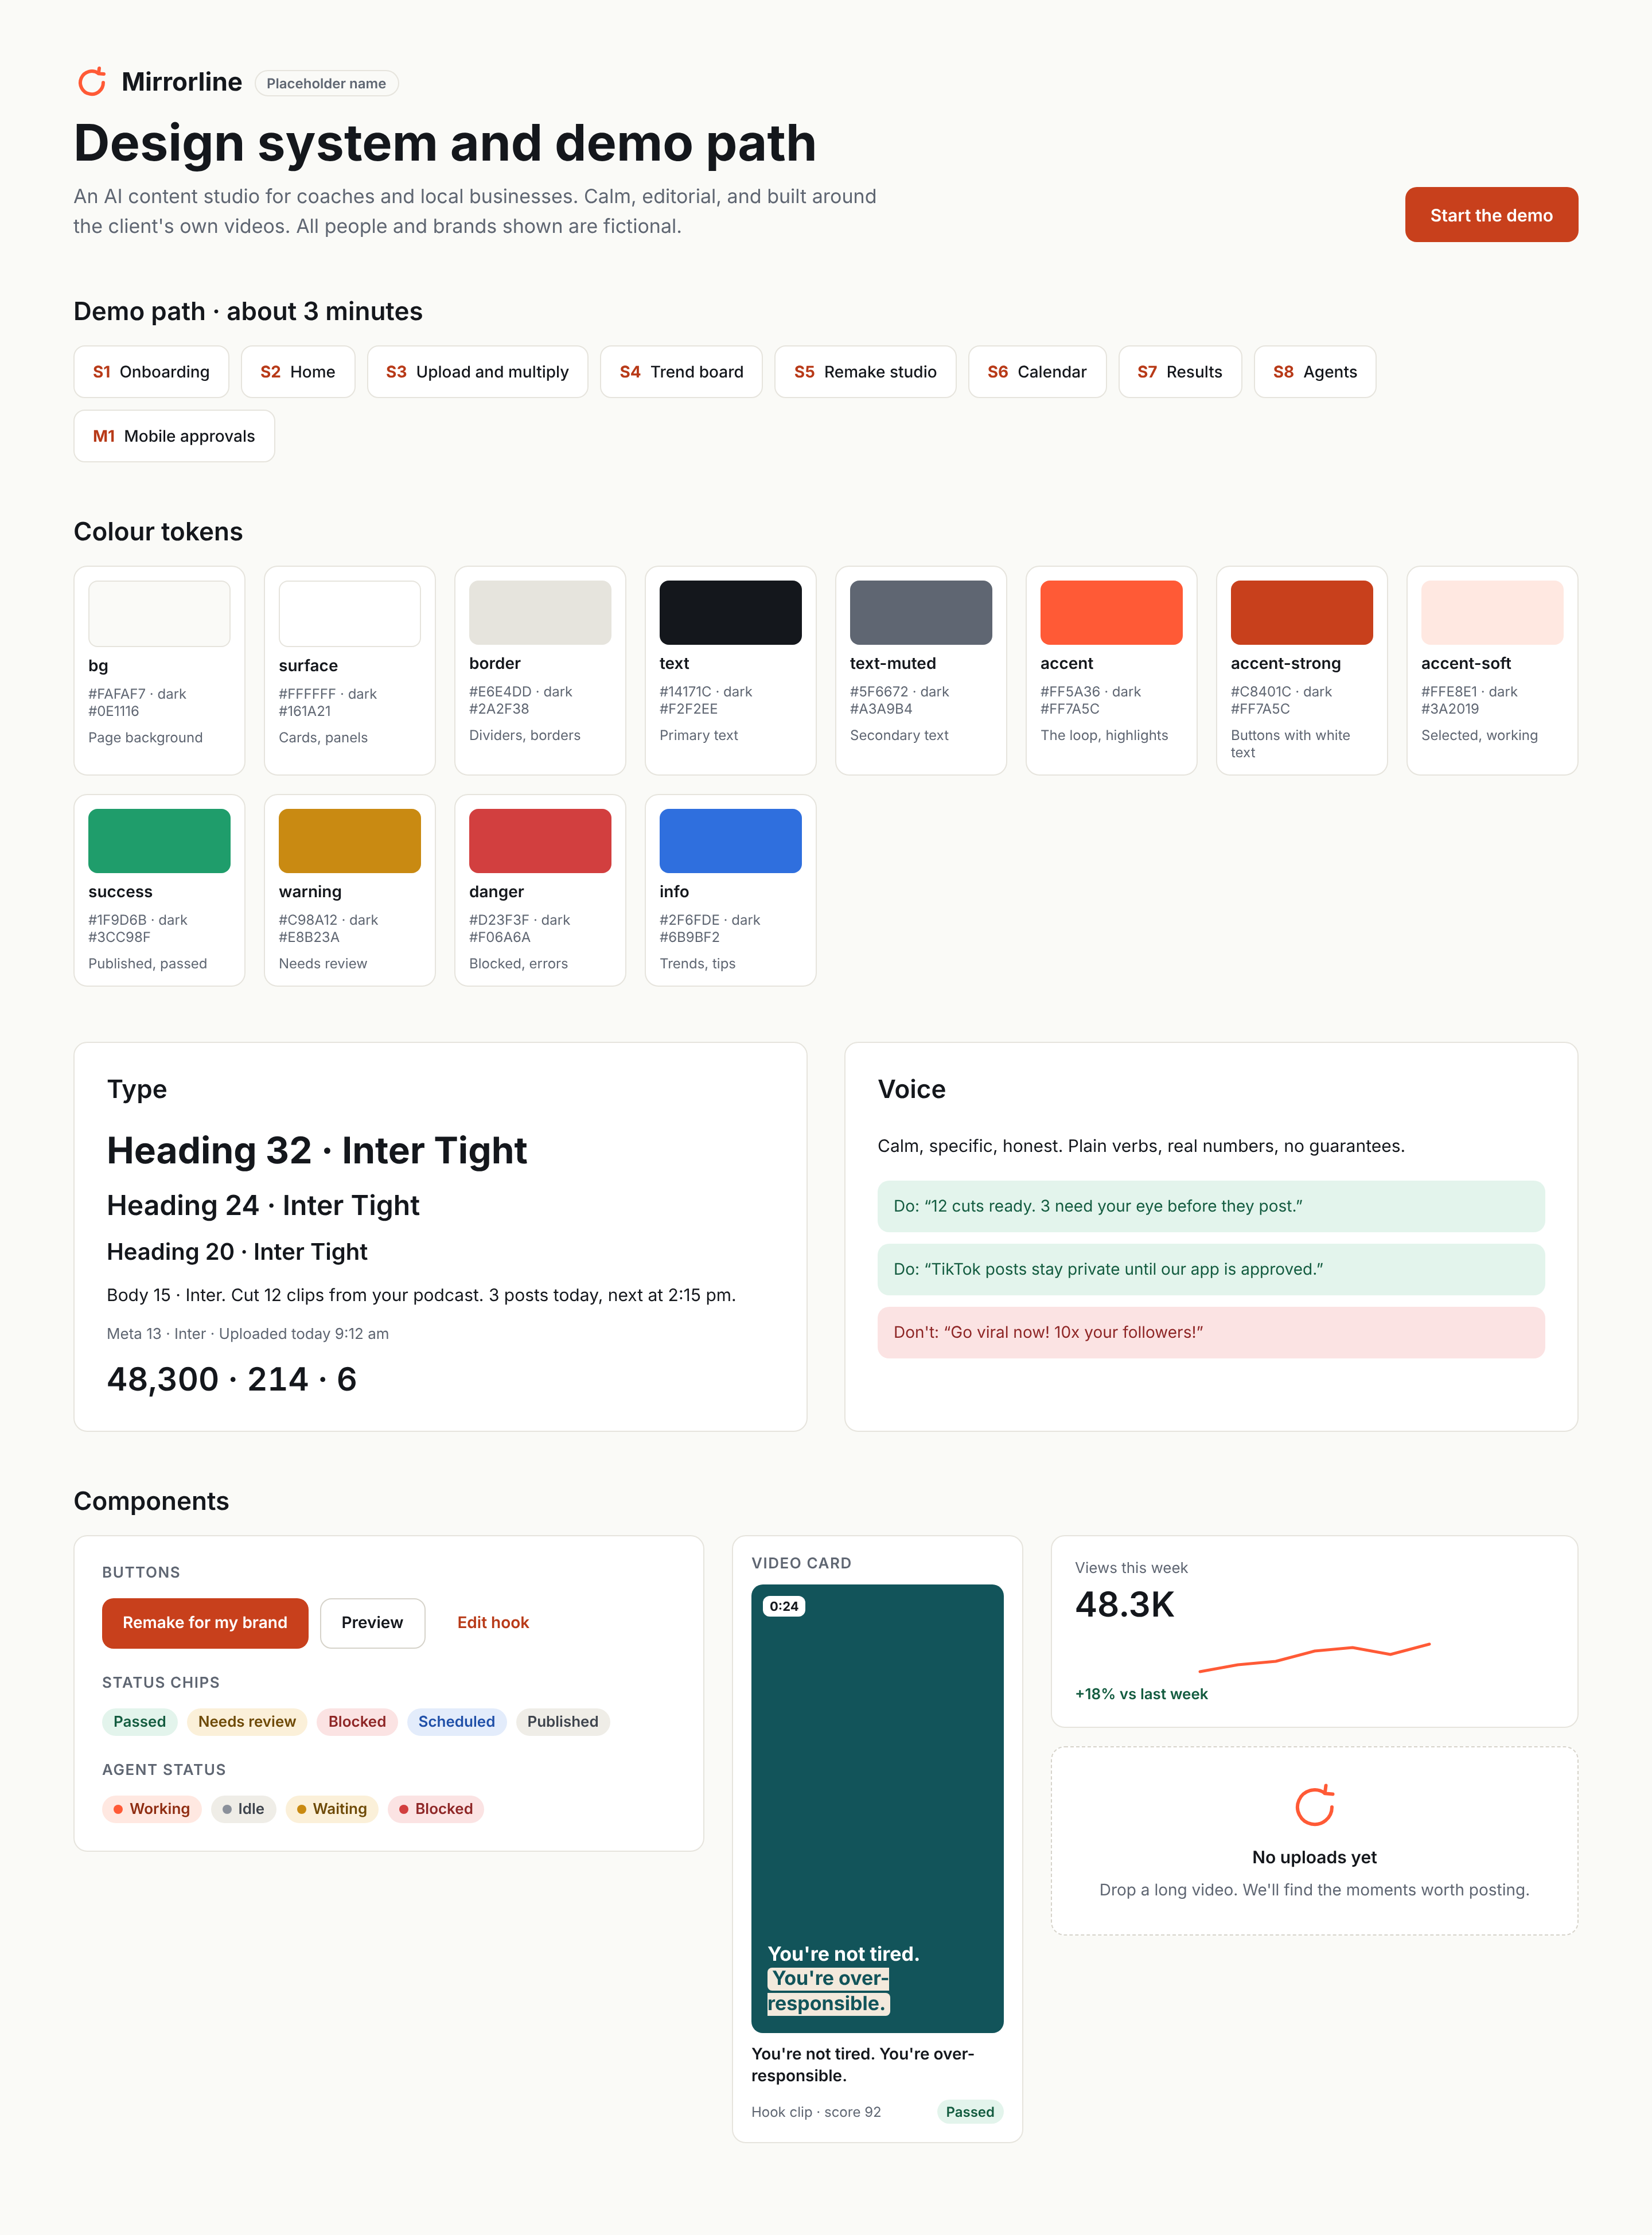 Mirrorline
Placeholder name
Design system and demo path
An AI content studio for coaches and local businesses. Calm, editorial, and built around
the client's own videos. All people and brands shown are fictional.
Start the demo
Demo path · about 3 minutes
S1 Onboarding
S2 Home
S3 Upload and multiply
S4 Trend board
S5 Remake studio
S6 Calendar
S7 Results
S8 Agents
M1 Mobile approvals
Colour tokens
bg
#FAFAF7 · dark
#0E1116
Page background
surface
#FFFFFF · dark
#161A21
Cards, panels
border
#E6E4DD · dark
#2A2F38
Dividers, borders
text
#14171C · dark
#F2F2EE
Primary text
text-muted
#5F6672 · dark
#A3A9B4
Secondary text
accent
#FF5A36 · dark
#FF7A5C
The loop, highlights
accent-strong
#C8401C · dark
#FF7A5C
Buttons with white
text
accent-soft
#FFE8E1 · dark
#3A2019
Selected, working
success
#1F9D6B · dark
#3CC98F
Published, passed
warning
#C98A12 · dark
#E8B23A
Needs review
danger
#D23F3F · dark
#F06A6A
Blocked, errors
info
#2F6FDE · dark
#6B9BF2
Trends, tips
Type
Heading 32 · Inter Tight
Heading 24 · Inter Tight
Heading 20 · Inter Tight
Body 15 · Inter. Cut 12 clips from your podcast. 3 posts today, next at 2:15 pm.
Meta 13 · Inter · Uploaded today 9:12 am
48,300 · 214 · 6
Voice
Calm, specific, honest. Plain verbs, real numbers, no guarantees.
Do: “12 cuts ready. 3 need your eye before they post.”
Do: “TikTok posts stay private until our app is approved.”
Don't: “Go viral now! 10x your followers!”
Components
BUTTONS
Remake for my brand
Preview
Edit hook
STATUS CHIPS
Passed
Needs review
Blocked
Scheduled
Published
AGENT STATUS
Working
Idle
Waiting
Blocked
VIDEO CARD
0:24
You're not tired.
You're over-
responsible.
You're not tired. You're over-
responsible.
Hook clip · score 92
Passed
Views this week
48.3K
+18% vs last week
No uploads yet
Drop a long video. We'll find the moments worth posting.